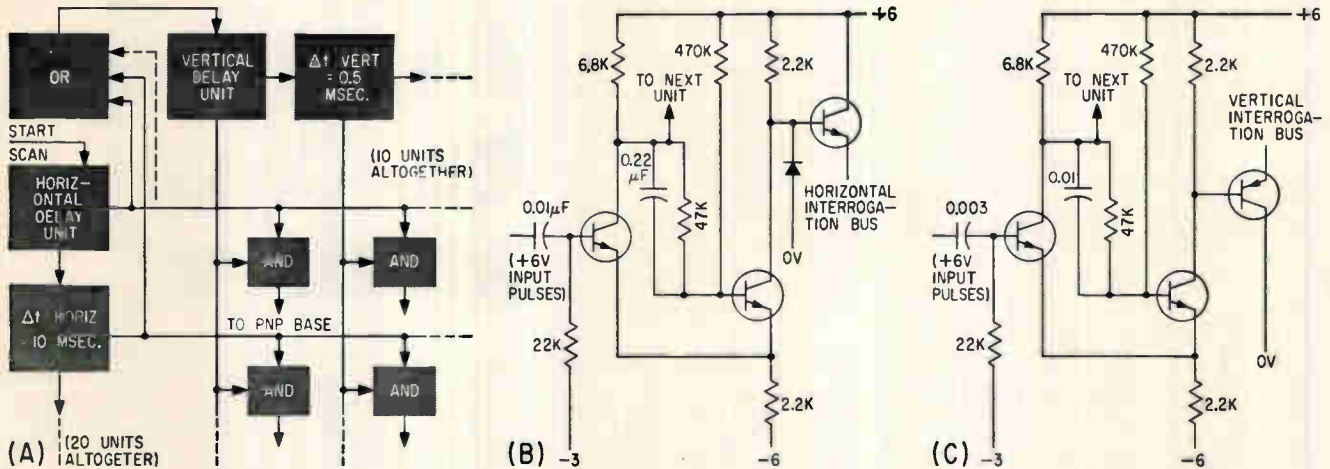 OR
VERTICAL
DELAY
UNIT
Δt VERT
= 0.5
MSEC.
START
SCAN
HORIZ-
ONTAL
DELAY
UNIT
(10 UNITS
ALTOGETHER)
AND
AND
Δt HORIZ
= 10 MSEC.
TO PNP BASE
AND
AND
(20 UNITS
ALTOGETER)
(A)
+6
6,8K
470K
2.2K
TO NEXT
UNIT
0.22
μF
47K
0.01μF
(+6V
INPUT
PULSES)
22K
0V
HORIZONTAL
INTERROGA-
TION BUS
2.2K
-3
-6
(B)
+6
6.8K
470K
2.2K
TO NEXT
UNIT
VERTICAL
INTERROGA-
TION BUS
0.01
47K
0.003
(+6V
INPUT
PULSES)
22K
0V
2.2K
-3
-6
(C)